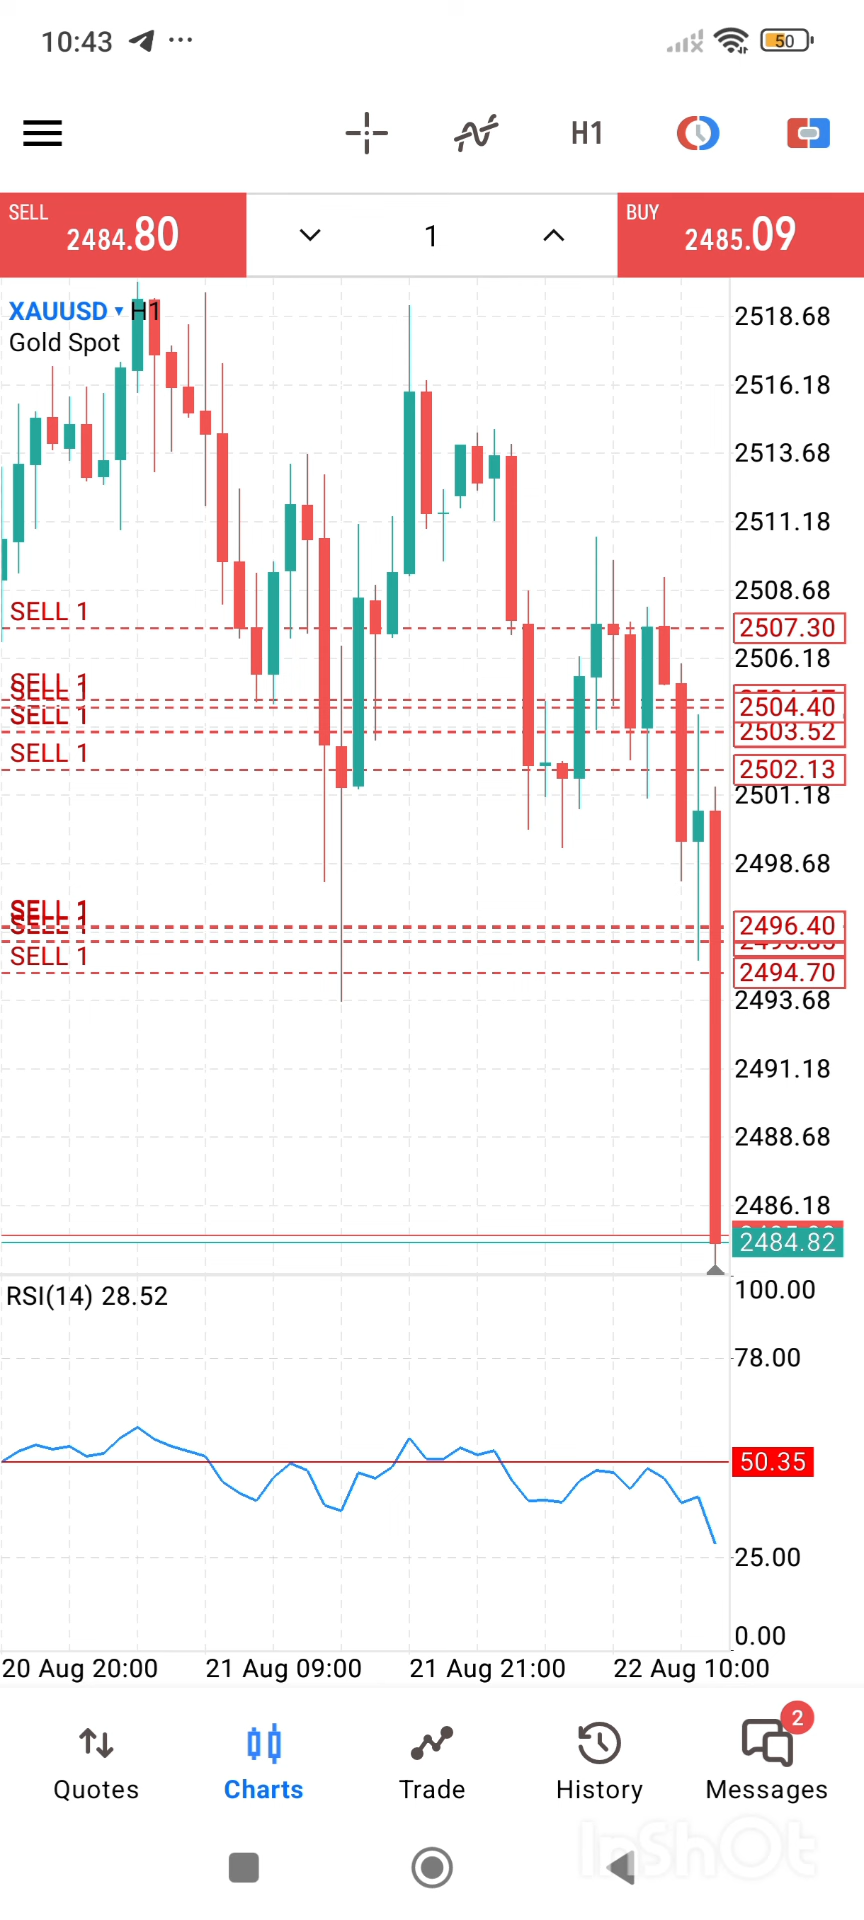 10:43
50
H1
SELL
2484.80
1
BUY
2485.09
XAUUSD H1
Gold Spot
2518.68
2516.18
2513.68
2511.18
2508.68
SELL 1
2507.30
2506.18
SELL 1
SELL 1
2504.40
SELL 1
2503.52
SELL 1
2502.13
2501.18
2498.68
SELL 1
2496.40
SELL 1
SELL 1
2494.70
2493.68
2491.18
2488.68
2486.18
2484.82
RSI(14) 28.52
100.00
78.00
50.35
25.00
0.00
20 Aug 20:00
21 Aug 09:00
21 Aug 21:00
22 Aug 10:00
2
Quotes
Charts
Trade
History
Messages
InShOt